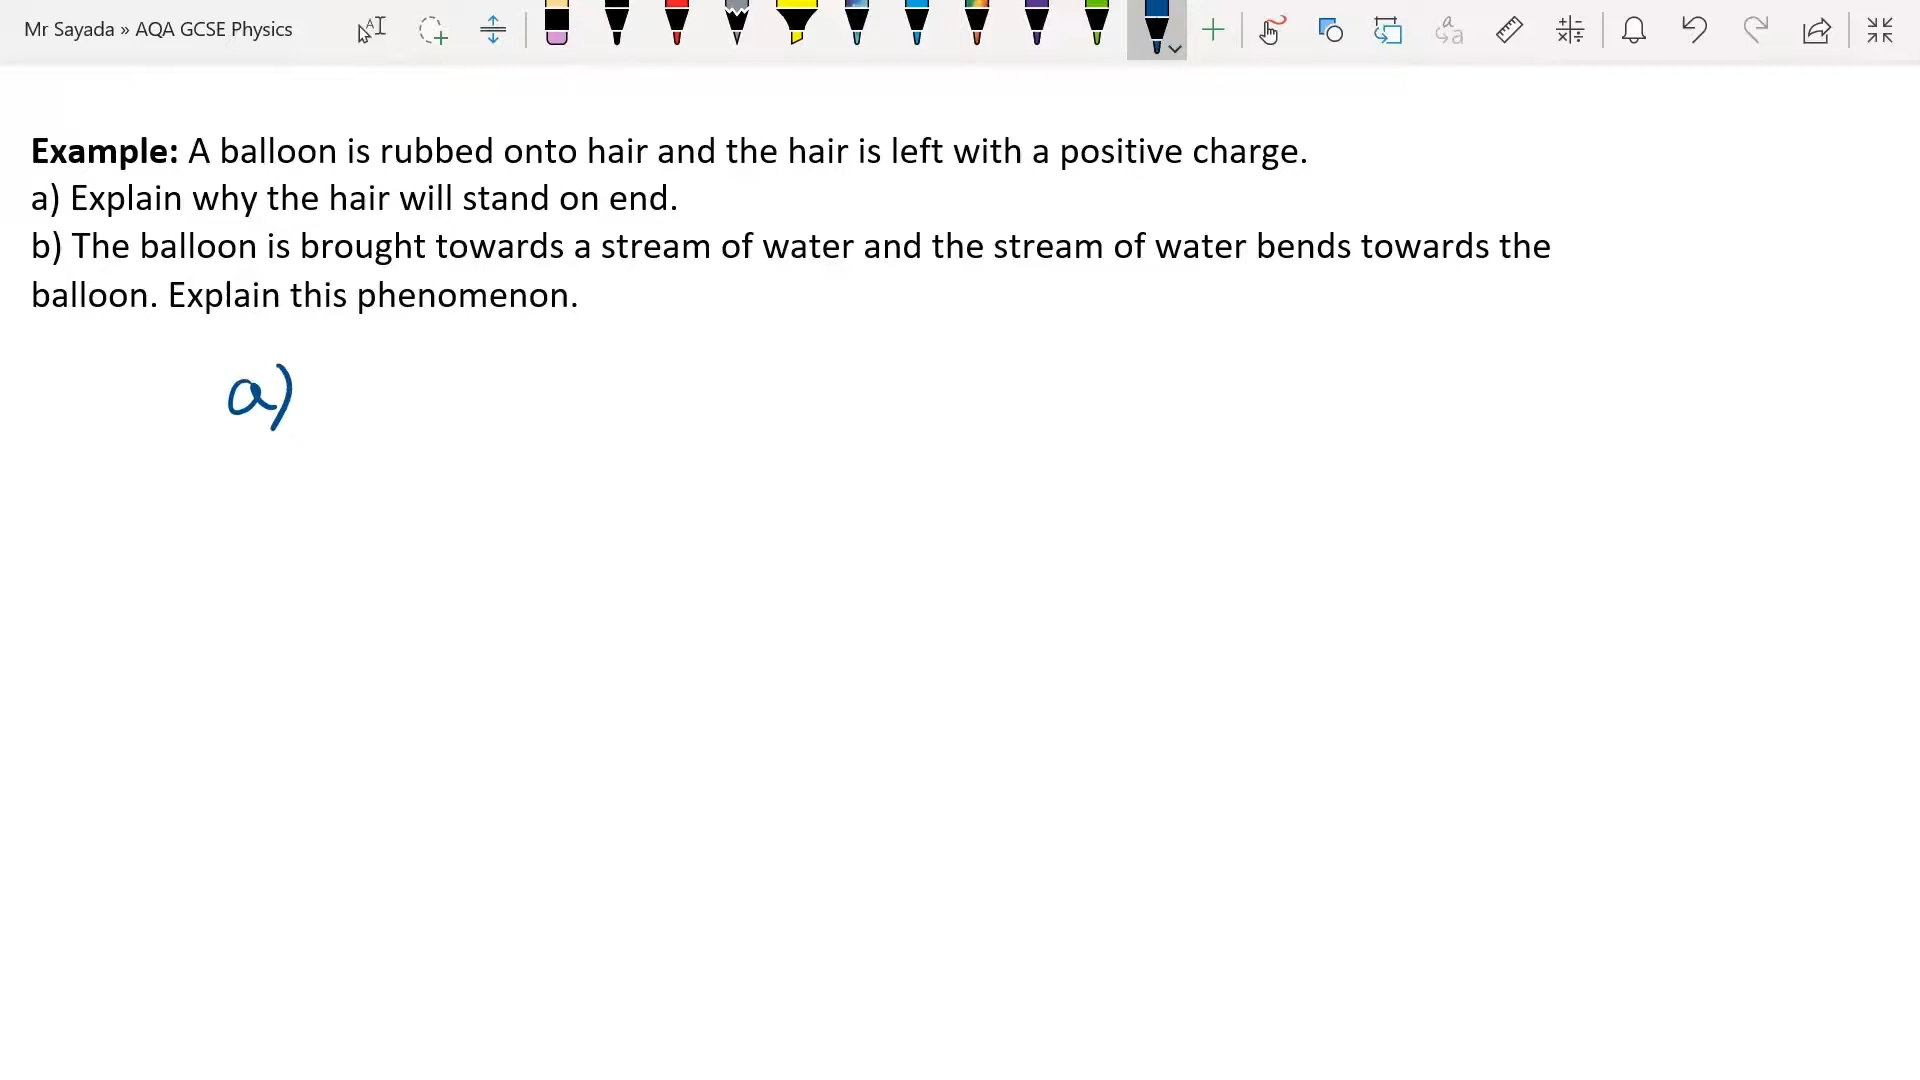 Mr Sayada » AQA GCSE Physics
Example: A balloon is rubbed onto hair and the hair is left with a positive charge.
a) Explain why the hair will stand on end.
b) The balloon is brought towards a stream of water and the stream of water bends towards the
balloon. Explain this phenomenon.
a)